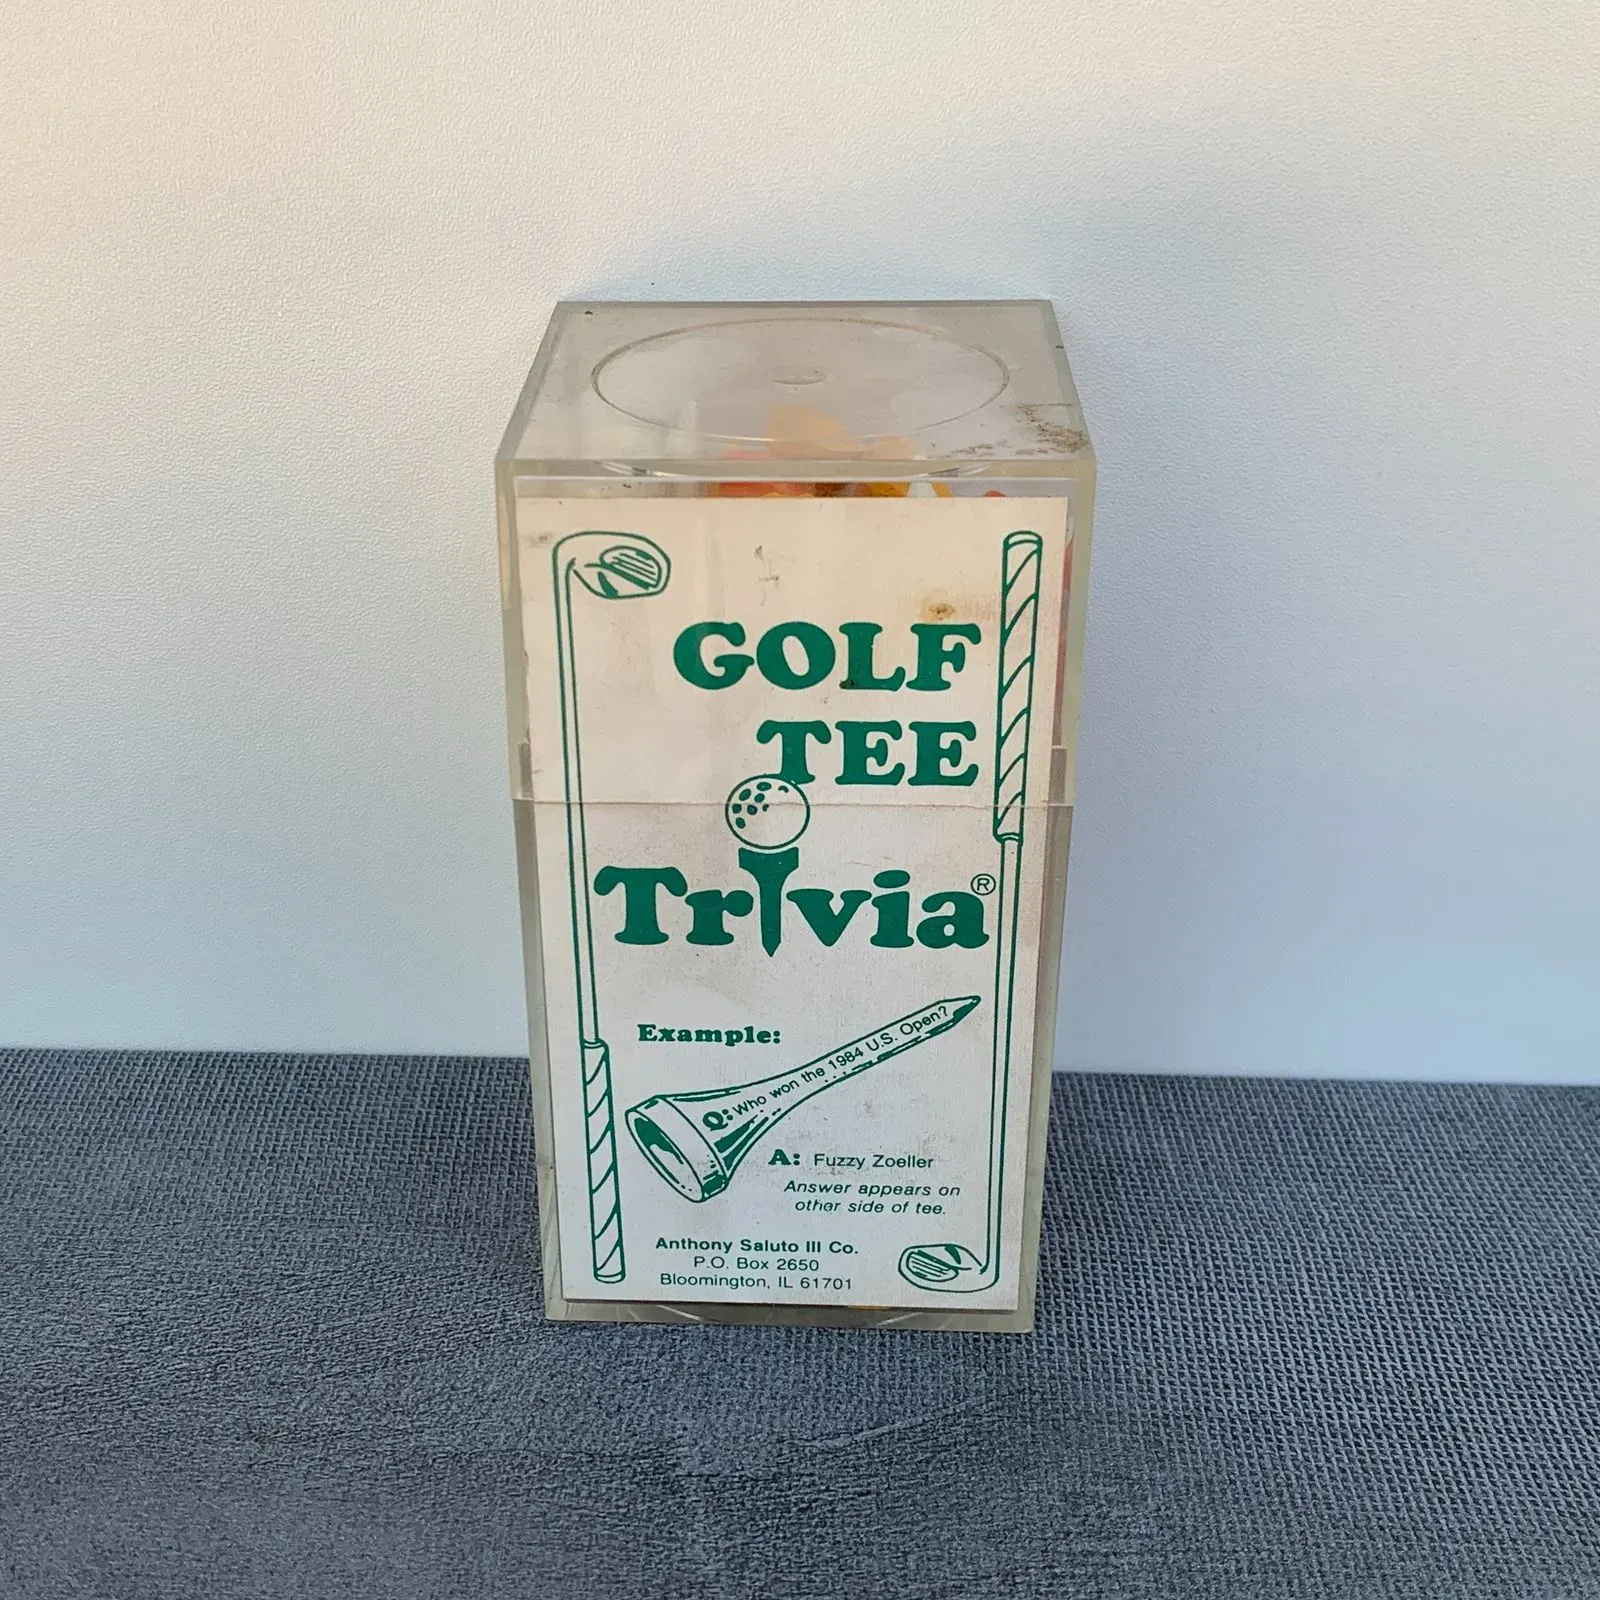 GOLF
TEE
Trivia®
Example:
Q: Who won the 1984 U.S. Open?
A: Fuzzy Zoeller
Answer appears on
other side of tee.
Anthony Saluto III Co.
P.O. Box 2650
Bloomington, IL 61701